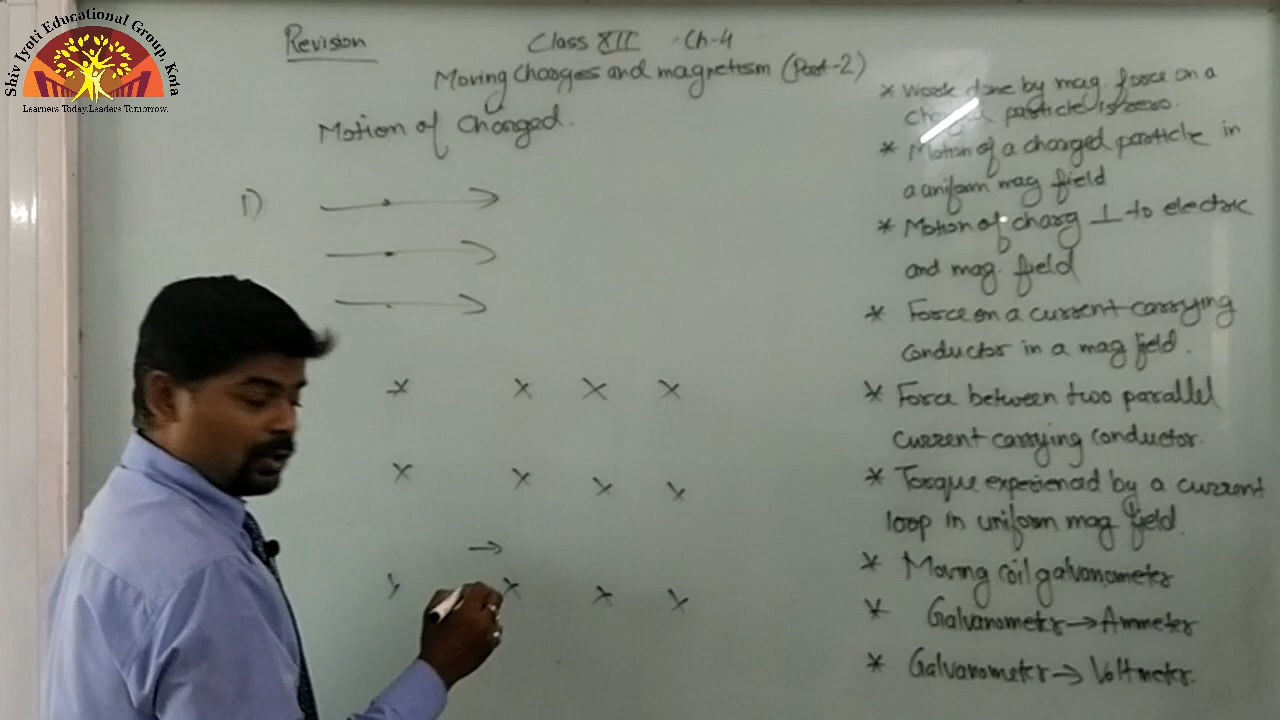 Shiv Jyoti Educational Group, Kota
Learners Today.Leaders Tomorrow.
Revision
Class XII Ch-4
Moving Charges and magnetism (Part-2)
Motion of Charged.
1)
* Work done by mag. force on a
charged particle is zero.
* Motion of a charged particle in
a uniform mag field
* Motion of charg ⊥ to electric
and mag. field
* Force on a current carrying
conductor in a mag field.
* Force between two parallel
current carrying conductor.
* Torque experienced by a current
loop in uniform mag field.
* Moving coil galvanometer
* Galvanometer → Ammeter
* Galvanometer → Voltmeter.